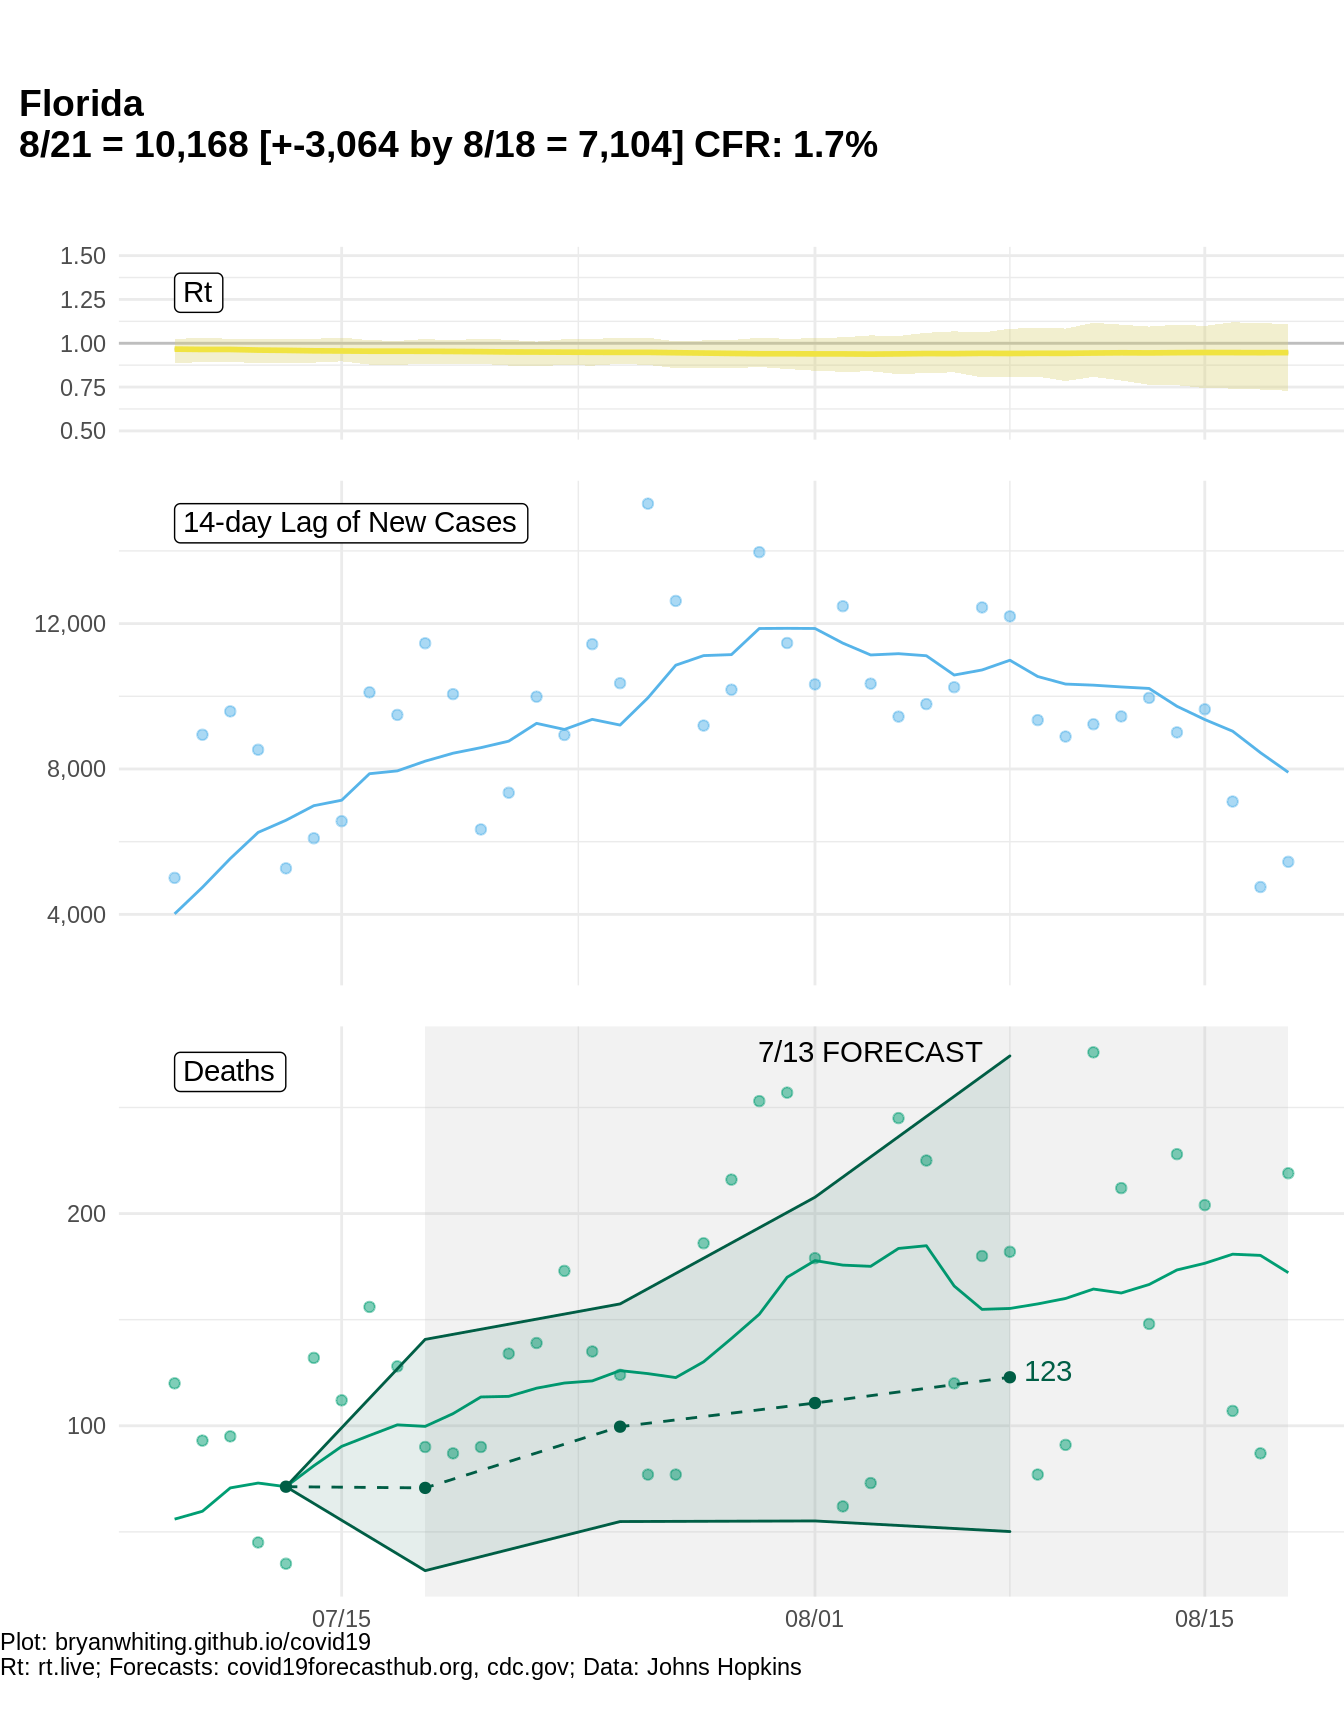 Florida
8/21 = 10,168 [+-3,064 by 8/18 = 7,104] CFR: 1.7%
1.50
Rt
1.25
1.00
0.75
0.50
14-day Lag of New Cases
12,000
8,000
4,000
7/13 FORECAST
Deaths
200
123
100
07/15 08/01 08/15
Plot: bryanwhiting.github.io/covid19
Rt: rt.live; Forecasts: covid19forecasthub.org, cdc.gov; Data: Johns Hopkins